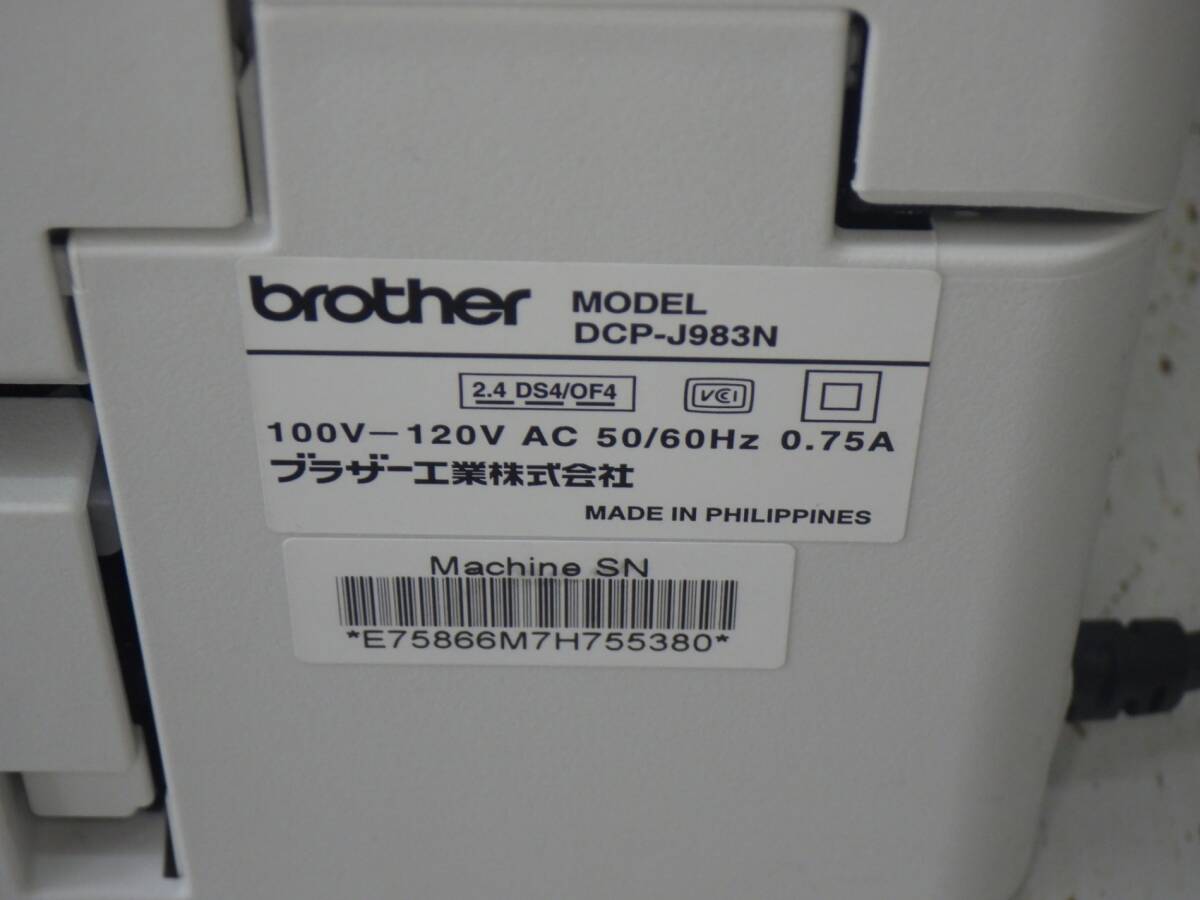 brother MODEL
DCP-J983N
2.4 DS4/OF4 VCCI
100V-120V AC 50/60Hz 0.75A
ブラザー工業株式会社
MADE IN PHILIPPINES
Machine SN
*E75866M7H755380*